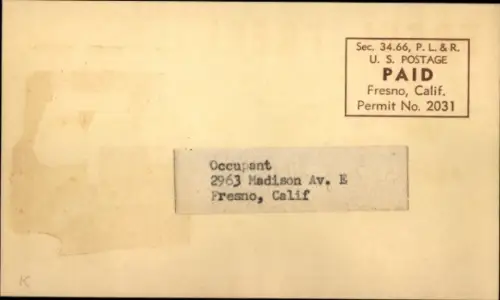 Sec. 34.66, P. L. & R.
U. S. POSTAGE
PAID
Fresno, Calif.
Permit No. 2031
Occupant
2963 Madison Av. E
Fresno, Calif
K